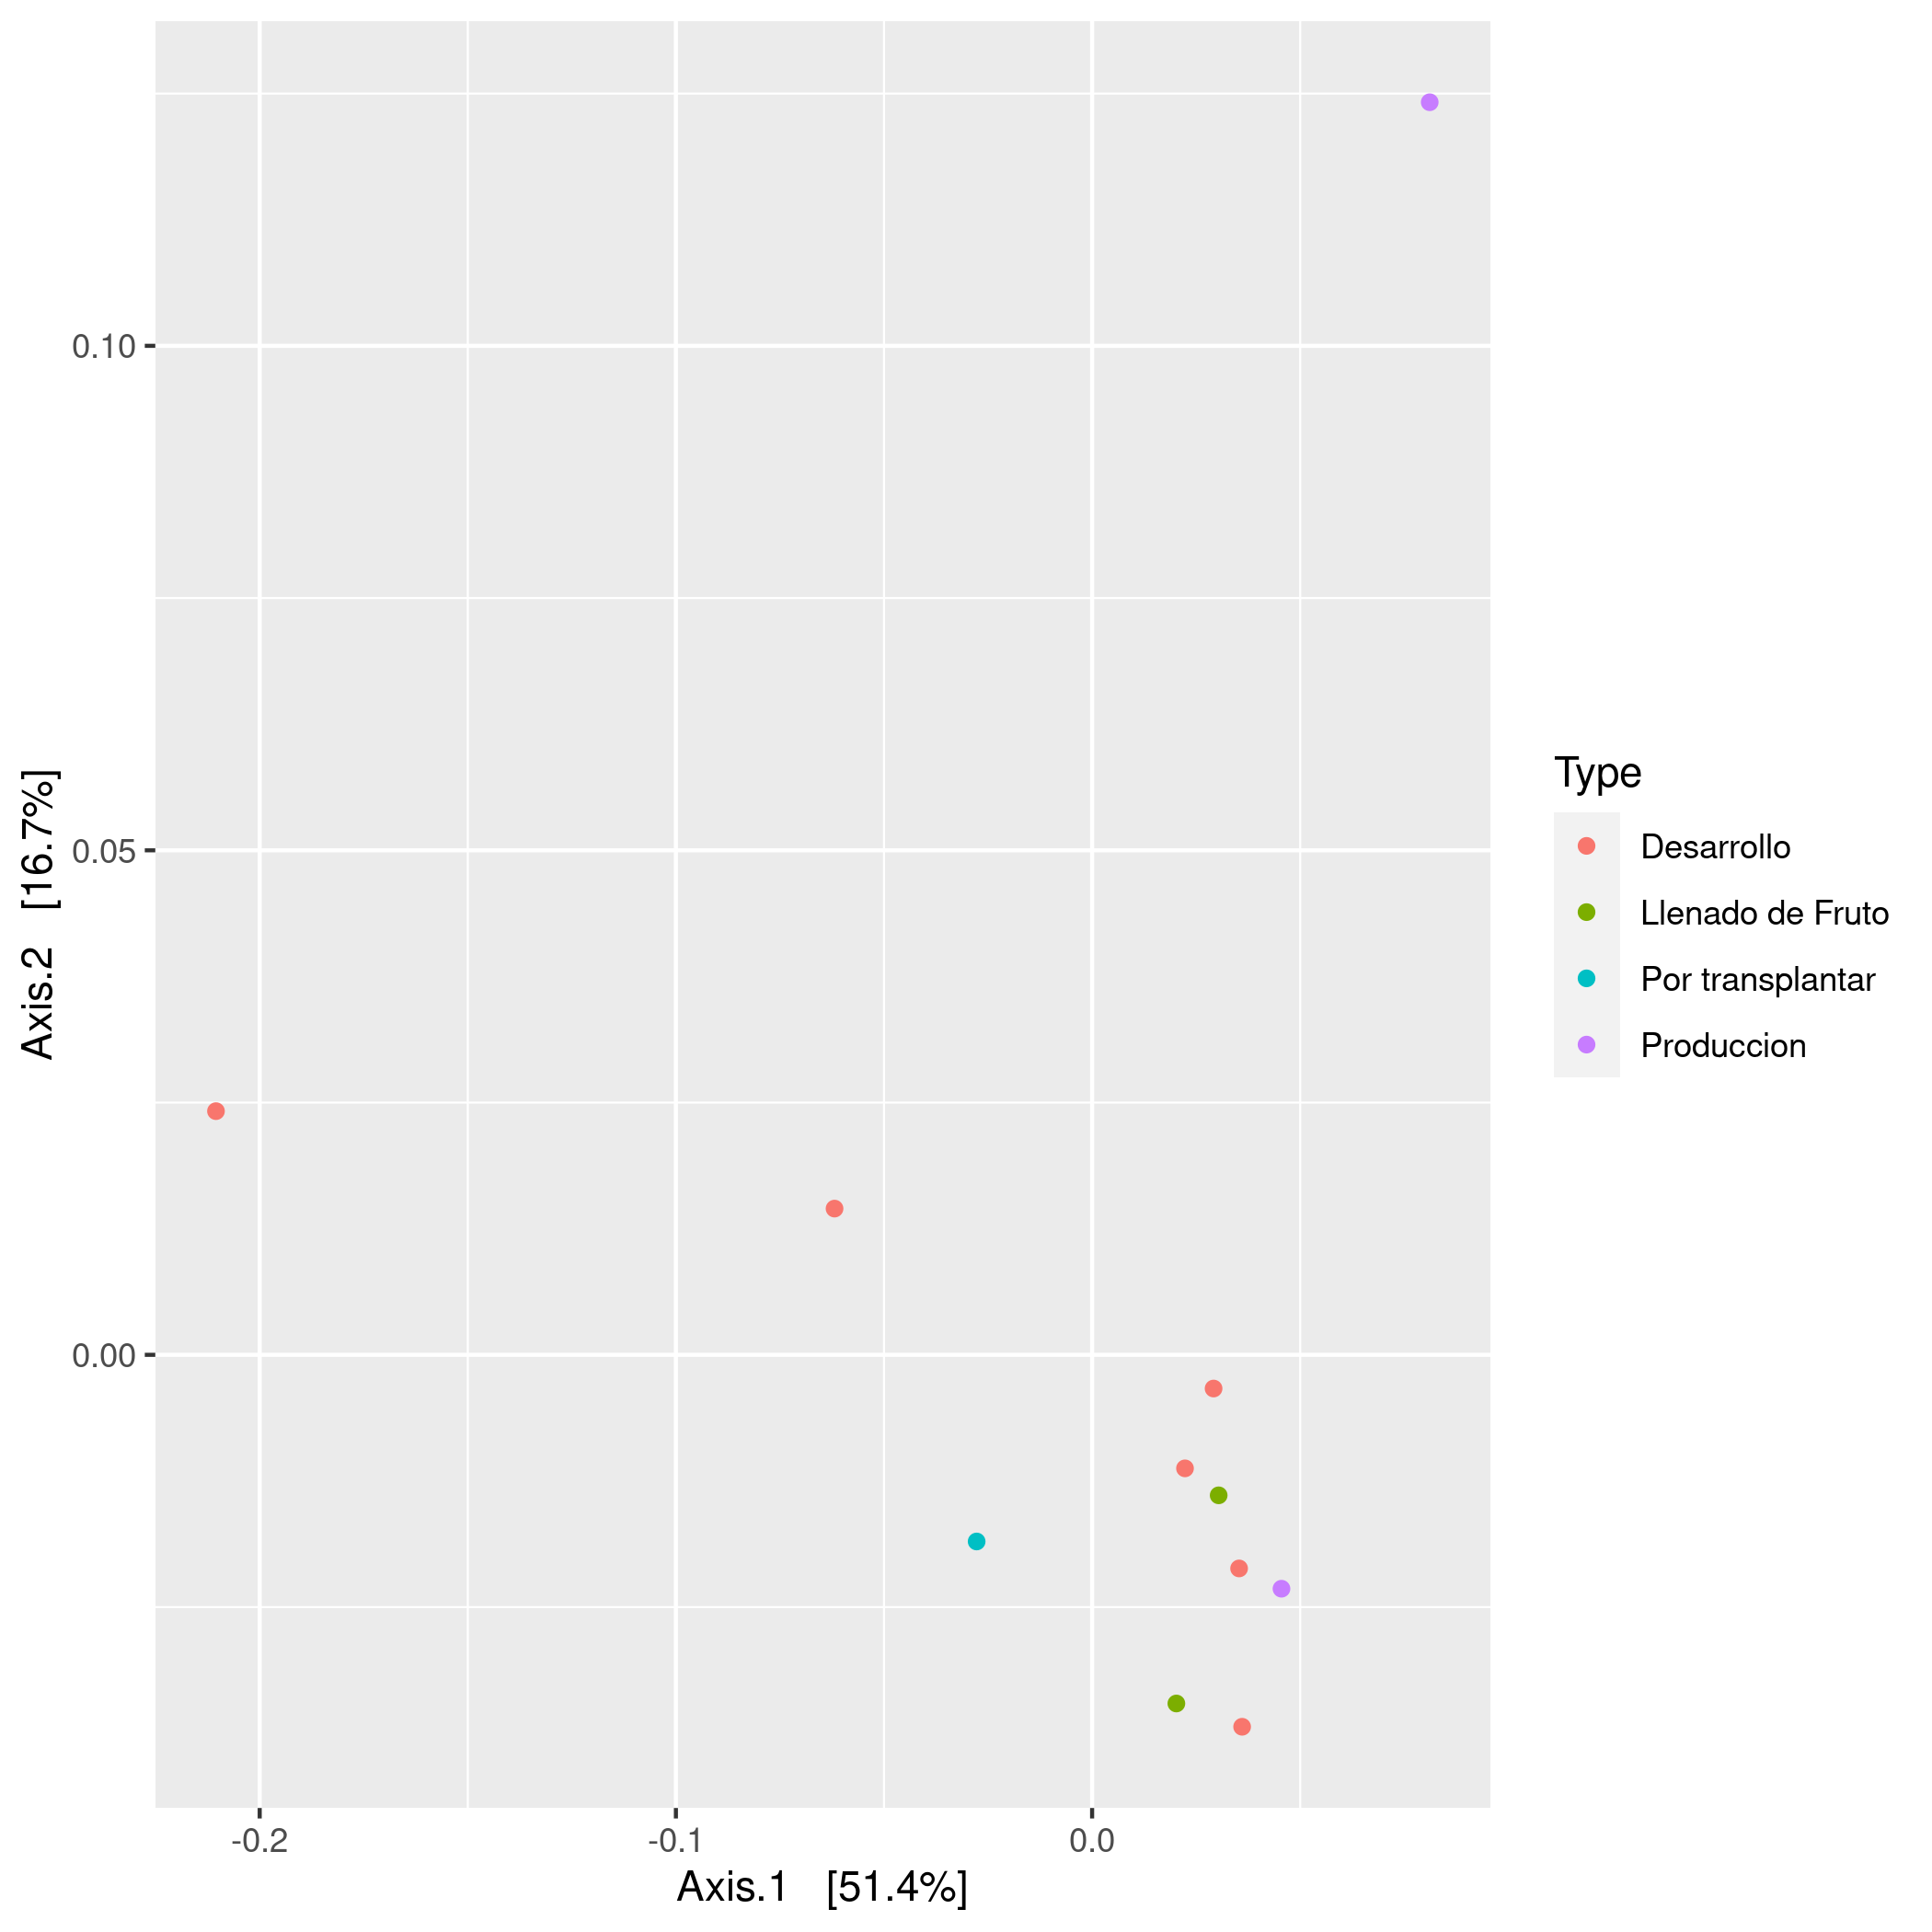 0.10
0.05
0.00
Axis.2 [16.7%]
-0.2
-0.1
0.0
Axis.1 [51.4%]
Type
Desarrollo
Llenado de Fruto
Por transplantar
Produccion